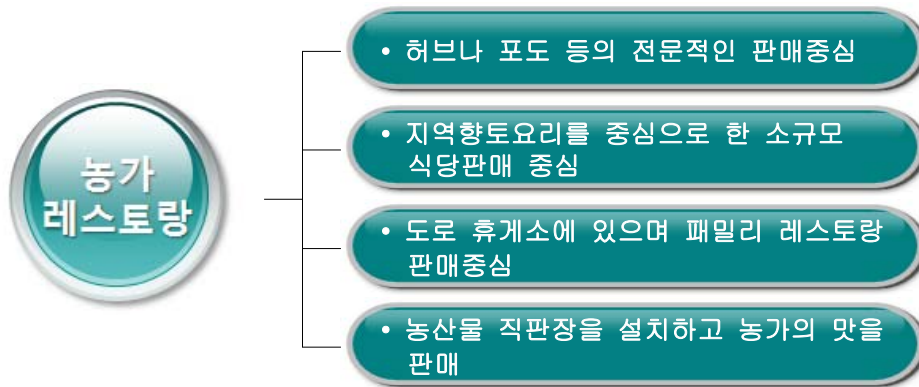 농가
레스토랑
• 허브나 포도 등의 전문적인 판매중심
• 지역향토요리를 중심으로 한 소규모
식당판매 중심
• 도로 휴게소에 있으며 패밀리 레스토랑
판매중심
• 농산물 직판장을 설치하고 농가의 맛을
판매